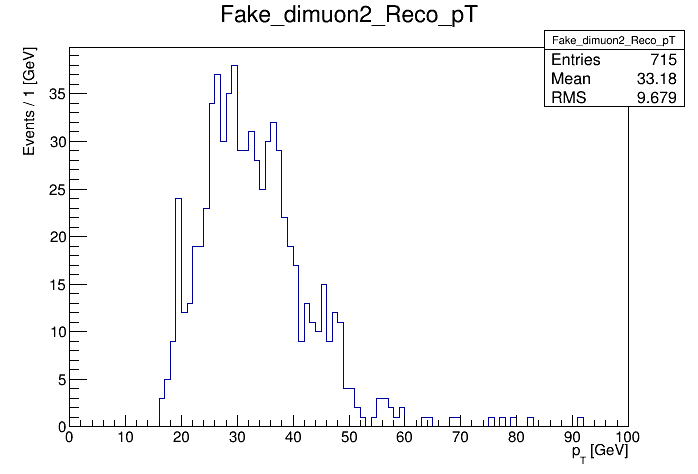 Fake_dimuon2_Reco_pT
Fake_dimuon2_Reco_pT
Entries 715
Mean 33.18
RMS 9.679
Events / 1 [GeV]
35
30
25
20
15
10
5
0
0 10 20 30 40 50 60 70 80 90 100
p_T [GeV]